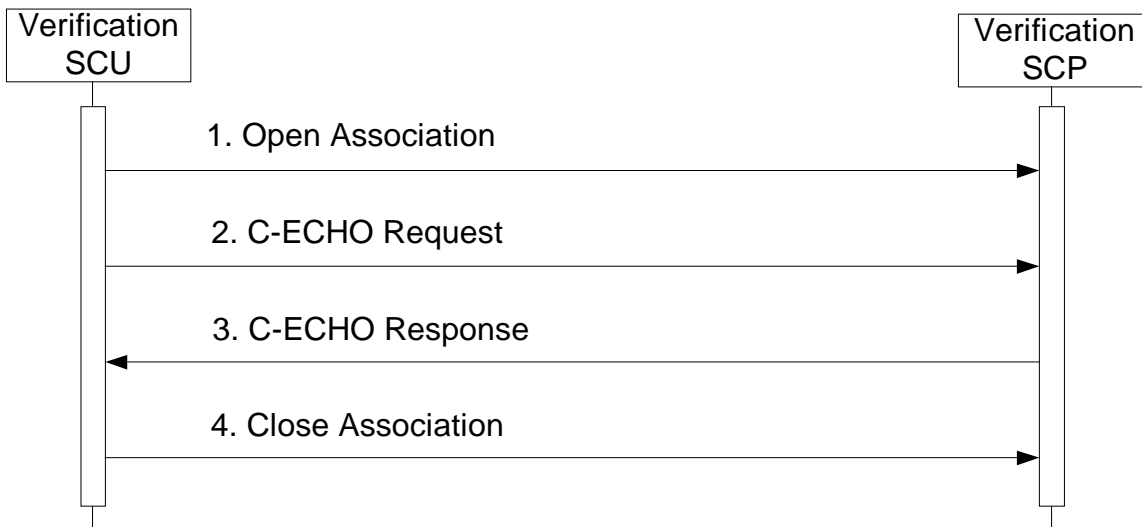 Verification
SCU
Verification
SCP
1. Open Association
2. C-ECHO Request
3. C-ECHO Response
4. Close Association